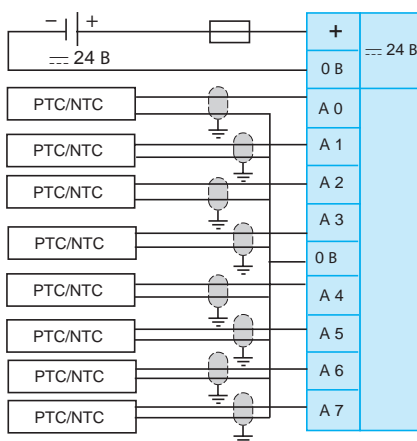 − +
⎓ 24 В
+
⎓ 24 В
0 В
PTC/NTC
A 0
PTC/NTC
A 1
PTC/NTC
A 2
A 3
PTC/NTC
0 В
PTC/NTC
A 4
PTC/NTC
A 5
PTC/NTC
A 6
PTC/NTC
A 7